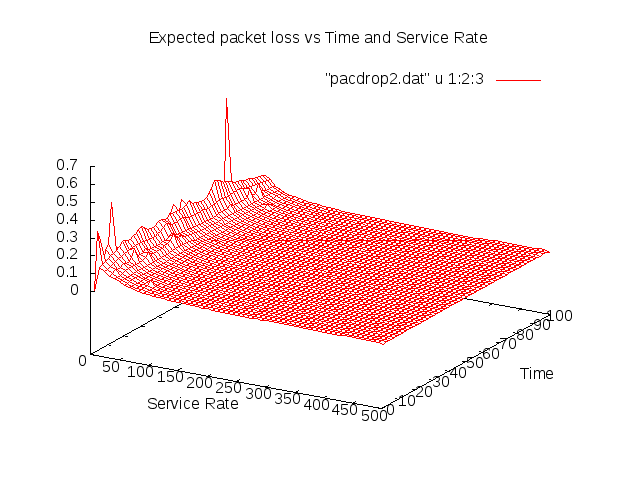 Expected packet loss vs Time and Service Rate
"pacdrop2.dat" u 1:2:3
0.7
0.6
0.5
0.4
0.3
0.2
0.1
0
0 50 100 150 200 250 300 350 400 450 500
Service Rate
0 10 20 30 40 50 60 70 80 90 100
Time